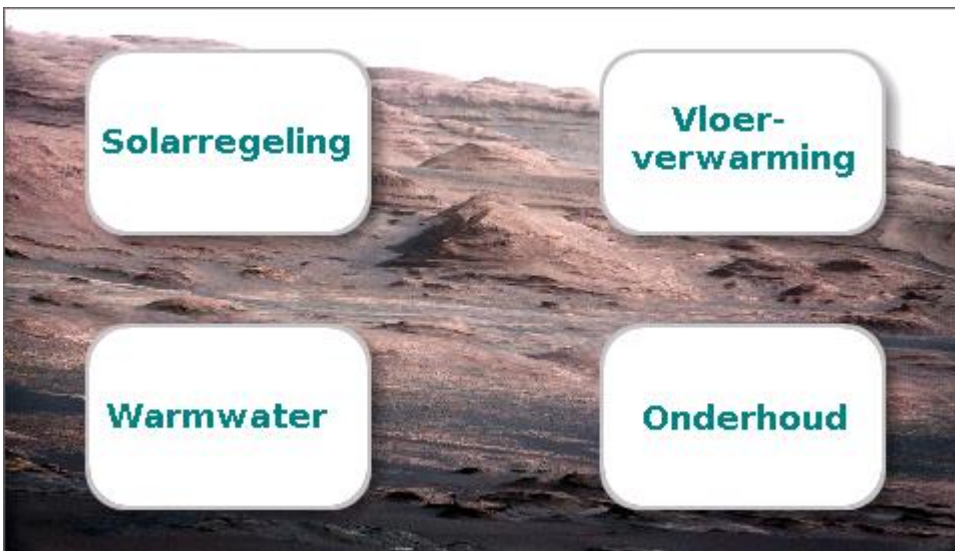 Solarregeling
Vloer-
verwarming
Warmwater
Onderhoud